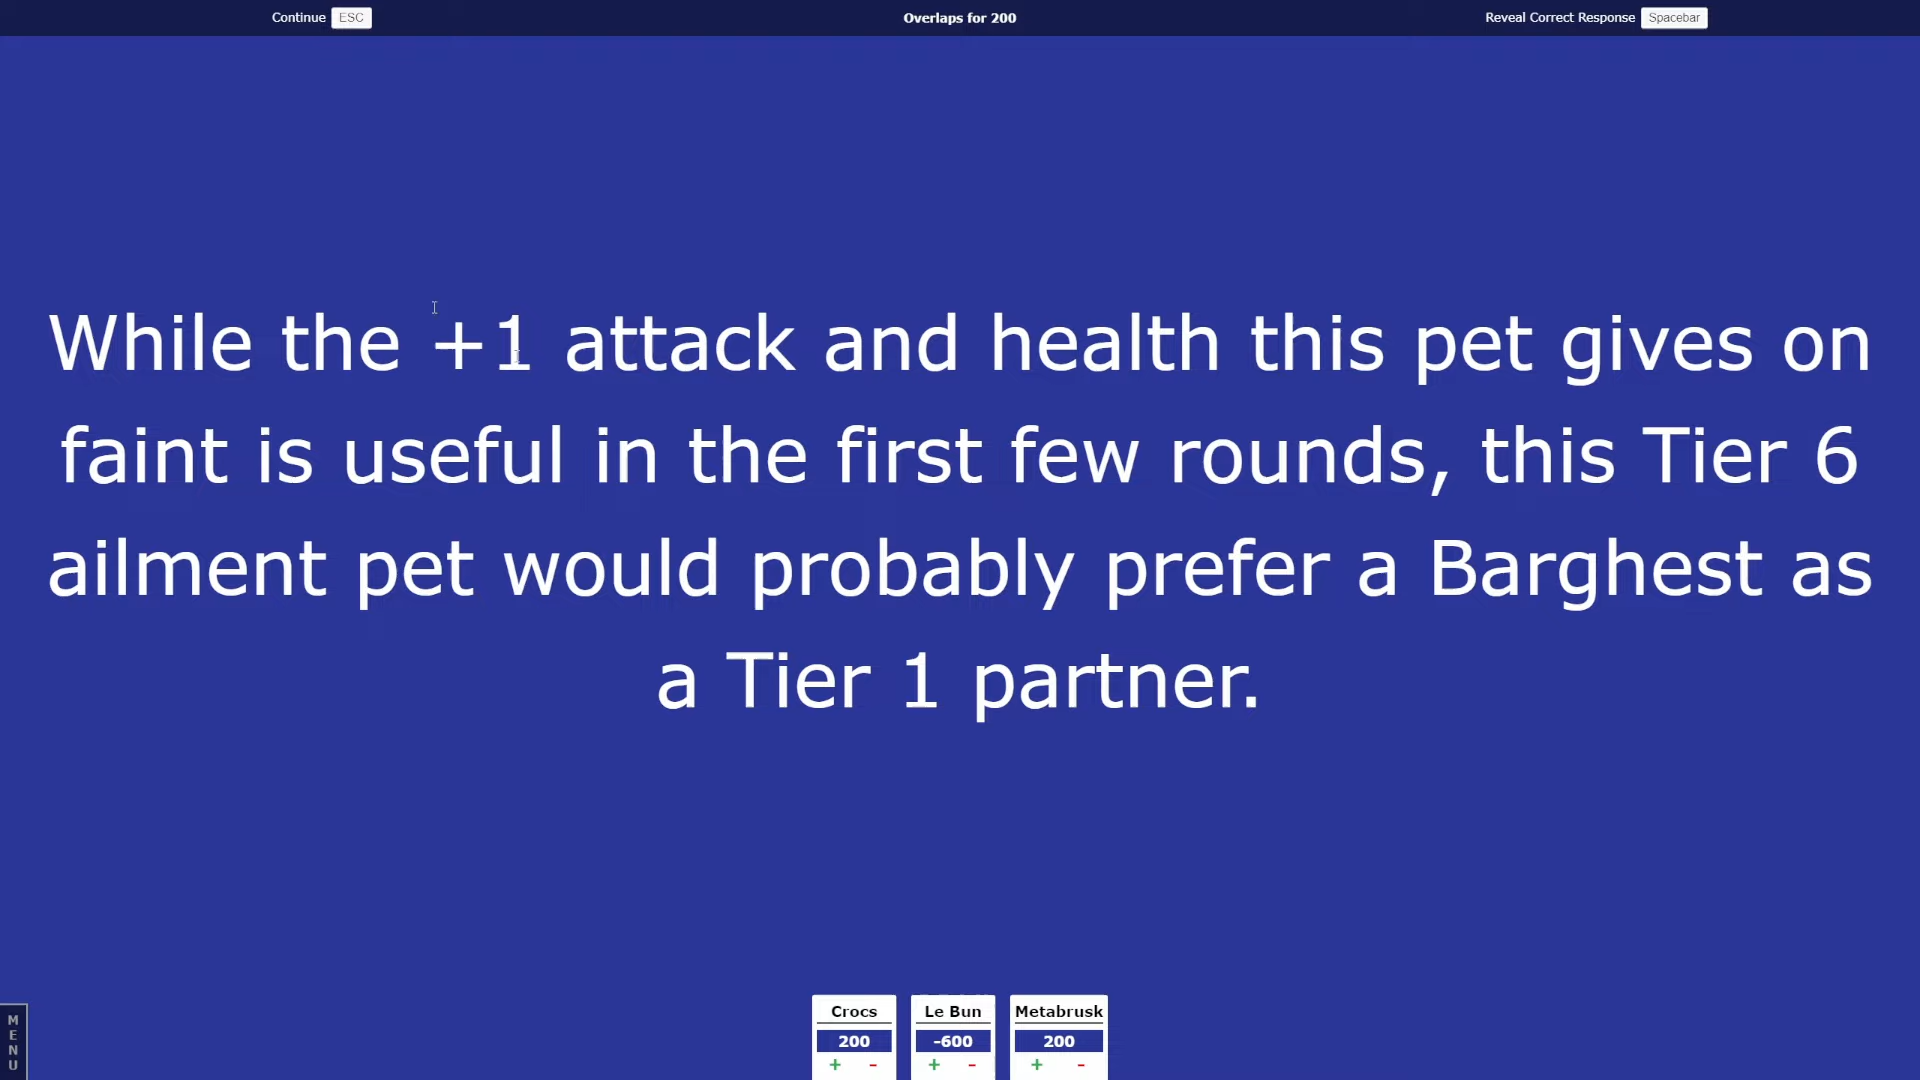 Continue ESC
Overlaps for 200
Reveal Correct Response Spacebar
While the +1 attack and health this pet gives on
faint is useful in the first few rounds, this Tier 6
ailment pet would probably prefer a Barghest as
a Tier 1 partner.
MENU
Crocs
200
+ -
Le Bun
-600
+ -
Metabrusk
200
+ -